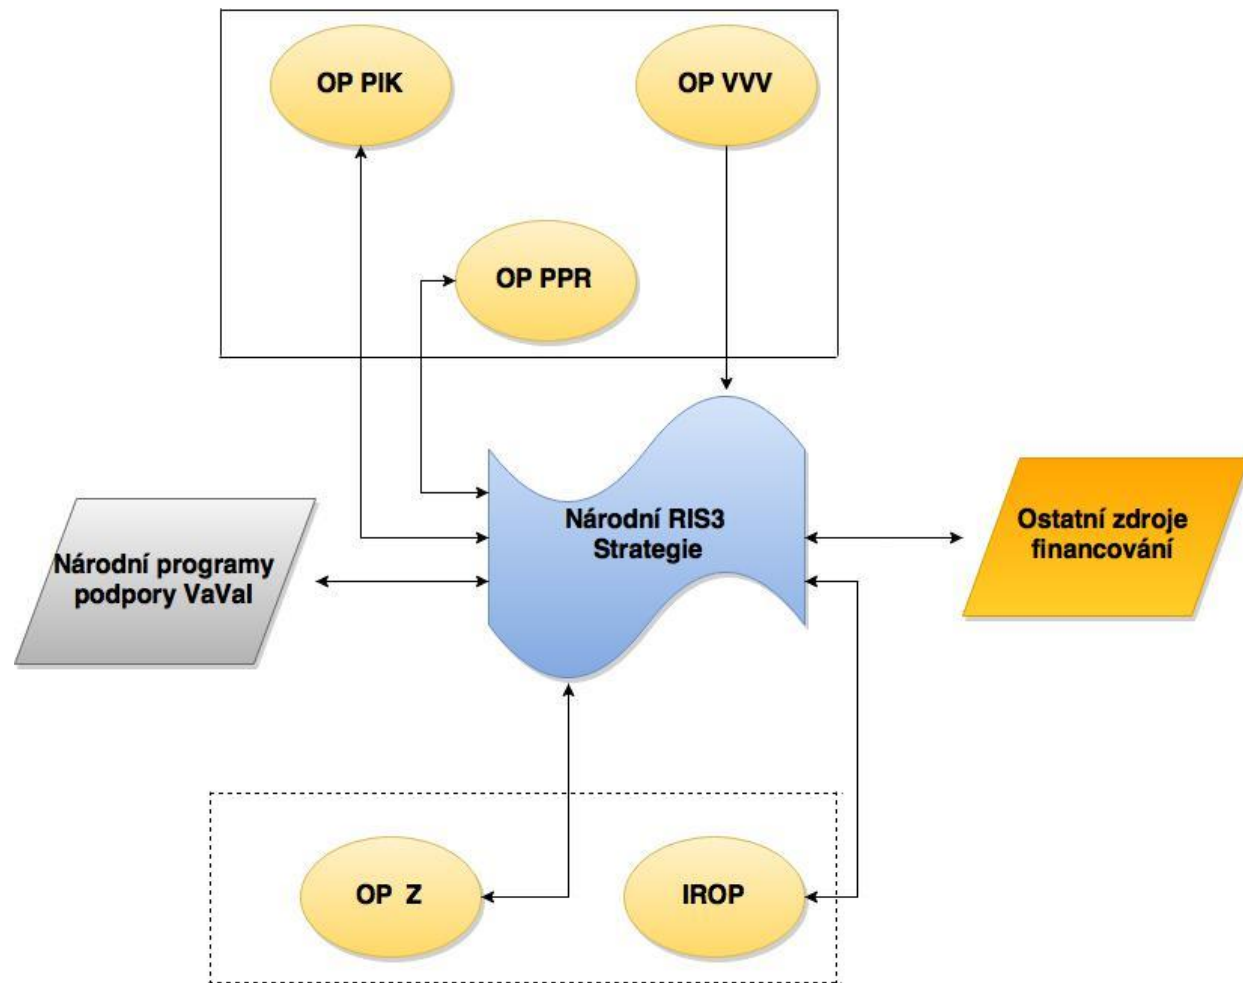 OP PIK
OP VVV
OP PPR
Národní RIS3
Strategie
Ostatní zdroje
financování
Národní programy
podpory VaVaI
OP Z
IROP